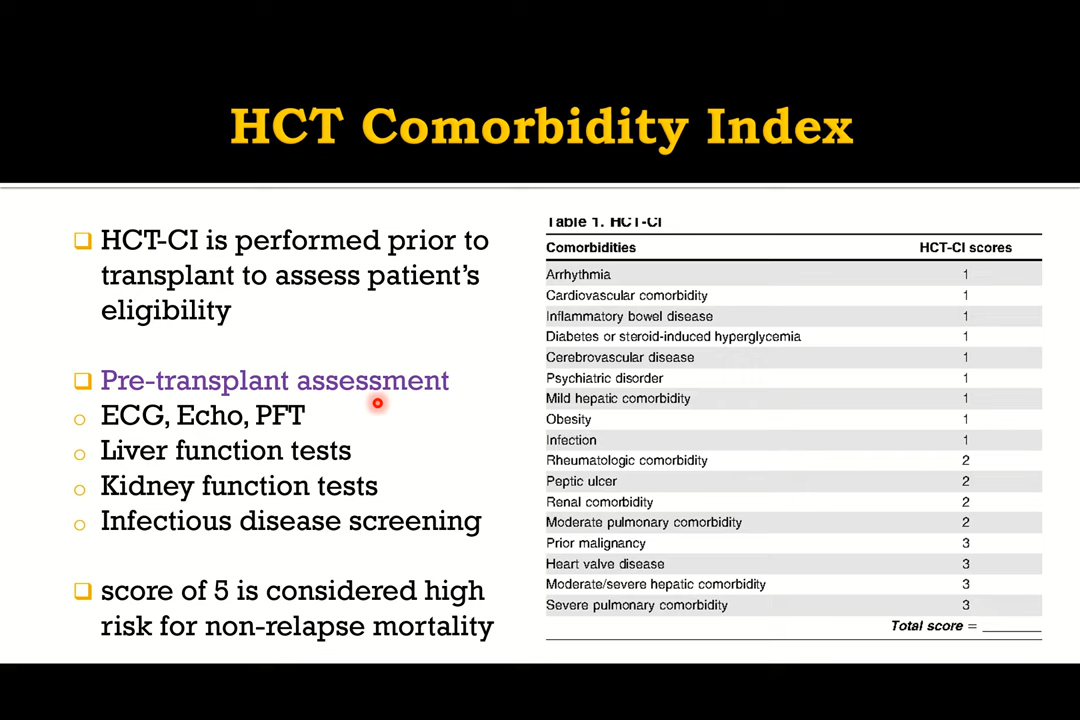 HCT Comorbidity Index
HCT-CI is performed prior to
transplant to assess patient's
eligibility
Pre-transplant assessment
ECG, Echo, PFT
Liver function tests
Kidney function tests
Infectious disease screening
score of 5 is considered high
risk for non-relapse mortality
Table 1. HCT-CI
Comorbidities HCT-CI scores
Arrhythmia 1
Cardiovascular comorbidity 1
Inflammatory bowel disease 1
Diabetes or steroid-induced hyperglycemia 1
Cerebrovascular disease 1
Psychiatric disorder 1
Mild hepatic comorbidity 1
Obesity 1
Infection 1
Rheumatologic comorbidity 2
Peptic ulcer 2
Renal comorbidity 2
Moderate pulmonary comorbidity 2
Prior malignancy 3
Heart valve disease 3
Moderate/severe hepatic comorbidity 3
Severe pulmonary comorbidity 3
Total score = ________